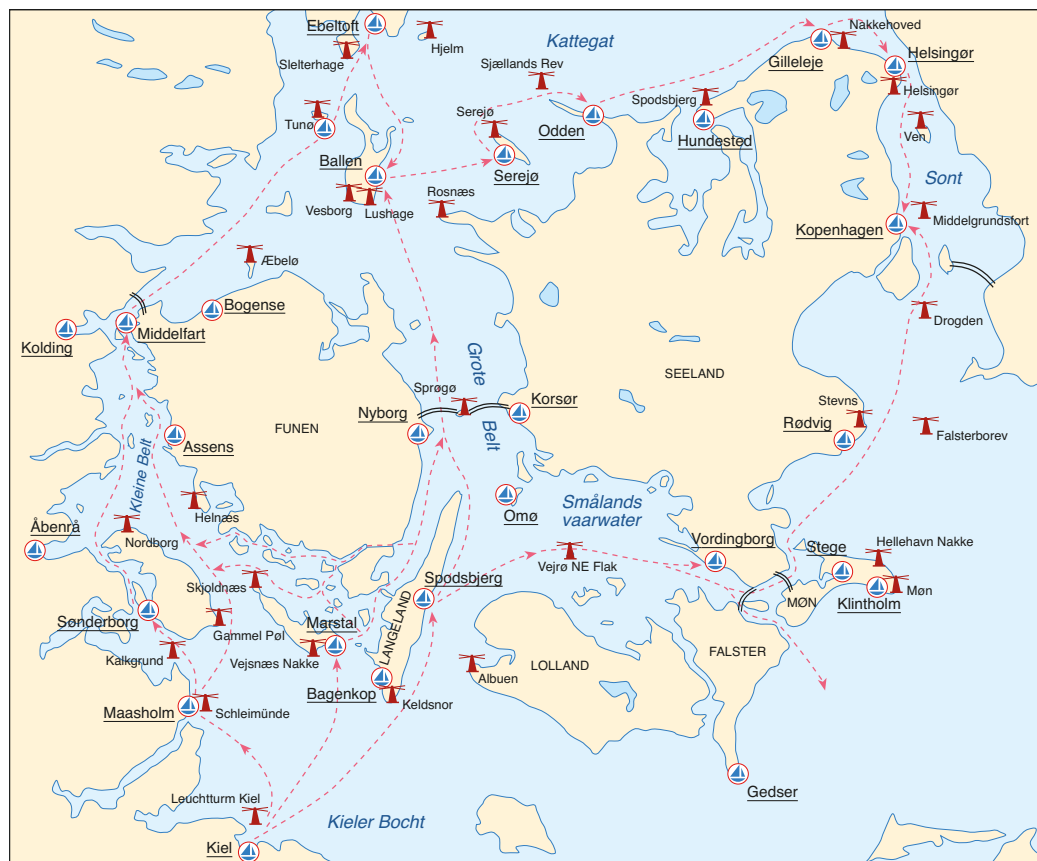 Ebeltoft
Hjelm
Kattegat
Nakkehoved
Slelterhage
Sjællands Rev
Gilleleje
Helsingør
Helsingør
Spodsbjerg
Tunø
Serejø
Odden
Hundested
Ven
Ballen
Serejø
Sont
Vesborg
Lushage
Rosnæs
Middelgrundsfort
Kopenhagen
Æbelø
Bogense
Middelfart
Kolding
Drogden
Grote
Belt
SEELAND
Sprøgø
Korsør
Nyborg
Stevns
Rødvig
Falsterborev
FUNEN
Assens
Kleine Belt
Helnæs
Omø
Smålands
vaarwater
Åbenrå
Nordborg
Vordingborg
Stege
Hellehavn Nakke
Vejrø NE Flak
Skjoldnæs
Spodsbjerg
Møn
MØN
Klintholm
Sønderborg
Gammel Pøl
Marstal
LANGELAND
Kalkgrund
Vejsnæs Nakke
LOLLAND
FALSTER
Albuen
Bagenkop
Keldsnor
Maasholm
Schleimünde
Gedser
Leuchtturm Kiel
Kieler Bocht
Kiel